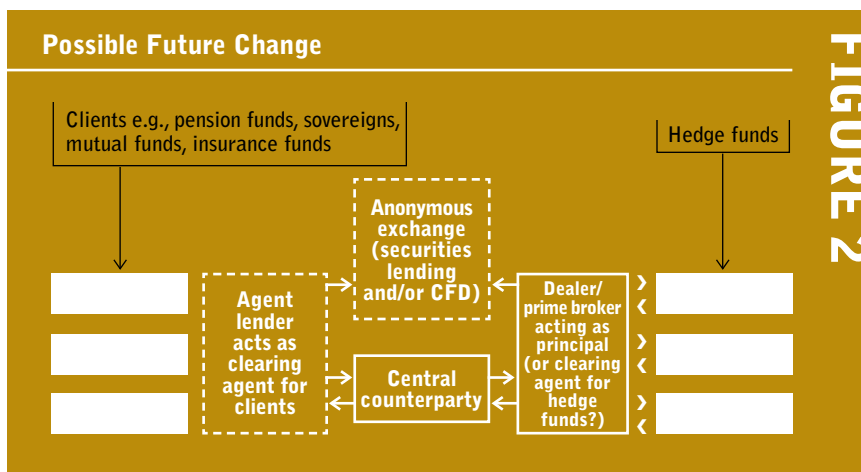 Possible Future Change
FIGURE 2
Clients e.g., pension funds, sovereigns,
mutual funds, insurance funds
Hedge funds
Anonymous
exchange
(securities
lending
and/or CFD)
Agent
lender
acts as
clearing
agent for
clients
Central
counterparty
Dealer/
prime broker
acting as
principal
(or clearing
agent for
hedge
funds?)